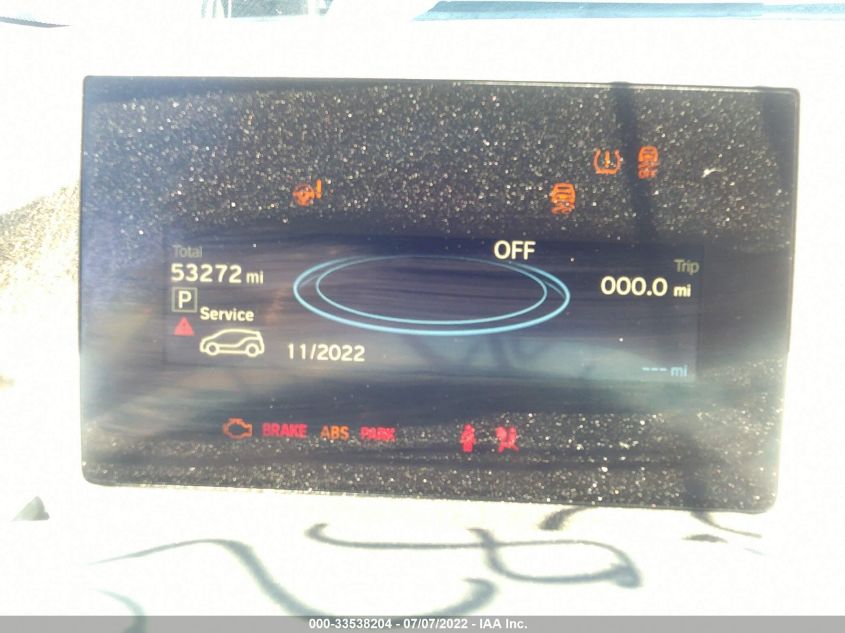 OFF
Total
Trip
53272 mi
000.0 mi
P
Service
11/2022
--- mi
BRAKE ABS PARK
000-33538204 - 07/07/2022 - IAA Inc.